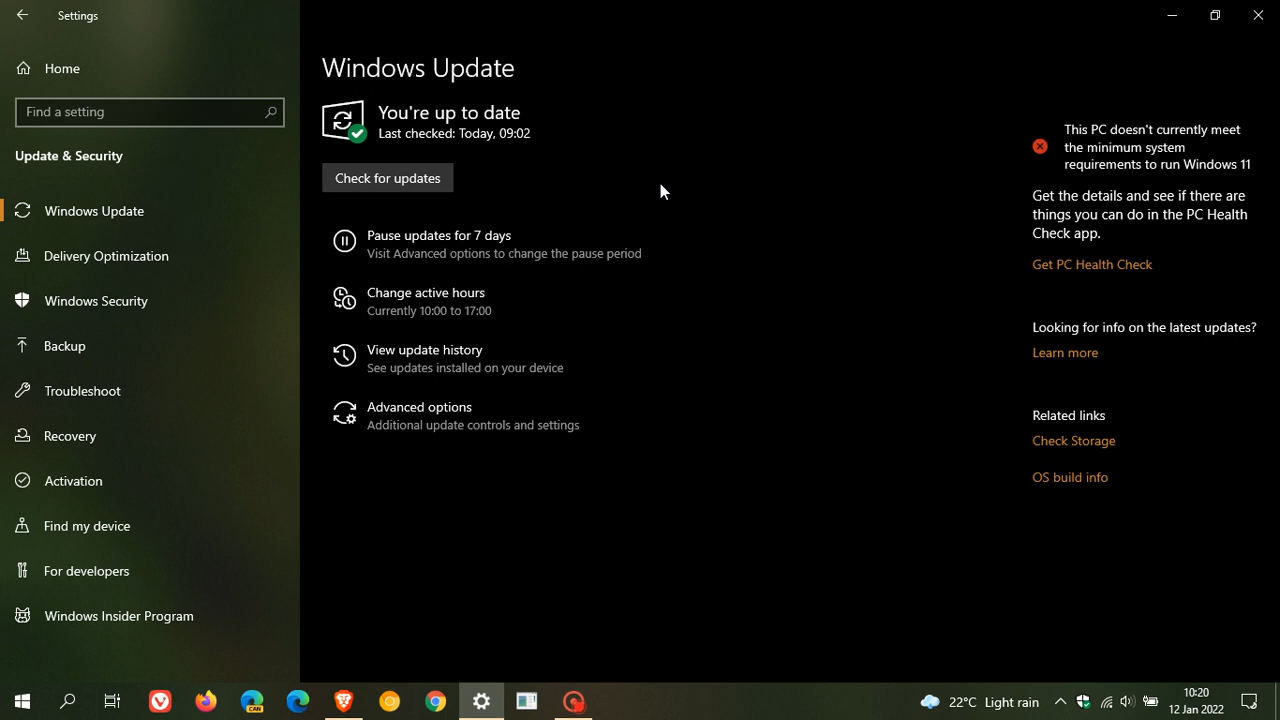 Settings
Home
Find a setting
Update & Security
Windows Update
Delivery Optimization
Windows Security
Backup
Troubleshoot
Recovery
Activation
Find my device
For developers
Windows Insider Program
Windows Update
You're up to date
Last checked: Today, 09:02
Check for updates
Pause updates for 7 days
Visit Advanced options to change the pause period
Change active hours
Currently 10:00 to 17:00
View update history
See updates installed on your device
Advanced options
Additional update controls and settings
This PC doesn't currently meet
the minimum system
requirements to run Windows 11
Get the details and see if there are
things you can do in the PC Health
Check app.
Get PC Health Check
Looking for info on the latest updates?
Learn more
Related links
Check Storage
OS build info
CAN
22°C Light rain
10:20
12 Jan 2022